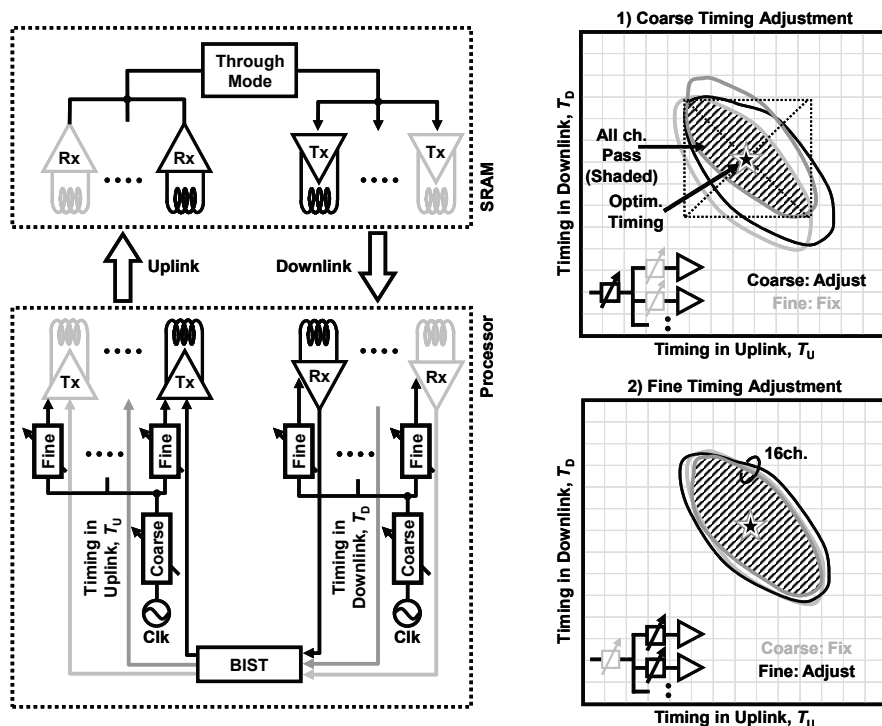 Through
Mode
Rx
Rx
Tx
Tx
SRAM
Uplink
Downlink
Processor
Tx
Tx
Rx
Rx
Fine
Fine
Fine
Fine
Timing in
Uplink, TU
Coarse
Timing in
Downlink, TD
Coarse
Clk
Clk
BIST
1) Coarse Timing Adjustment
Timing in Downlink, TD
All ch.
Pass
(Shaded)
Optim.
Timing
Coarse: Adjust
Fine: Fix
Timing in Uplink, TU
2) Fine Timing Adjustment
Timing in Downlink, TD
16ch.
Coarse: Fix
Fine: Adjust
Timing in Uplink, TU